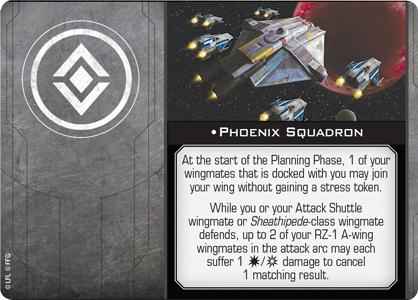 • Phoenix Squadron
At the start of the Planning Phase, 1 of your
wingmates that is docked with you may join
your wing without gaining a stress token.
While you or your Attack Shuttle
wingmate or Sheathipede-class wingmate
defends, up to 2 of your RZ-1 A-wing
wingmates in the attack arc may each
suffer 1 / damage to cancel
1 matching result.
©LFL ©FFG